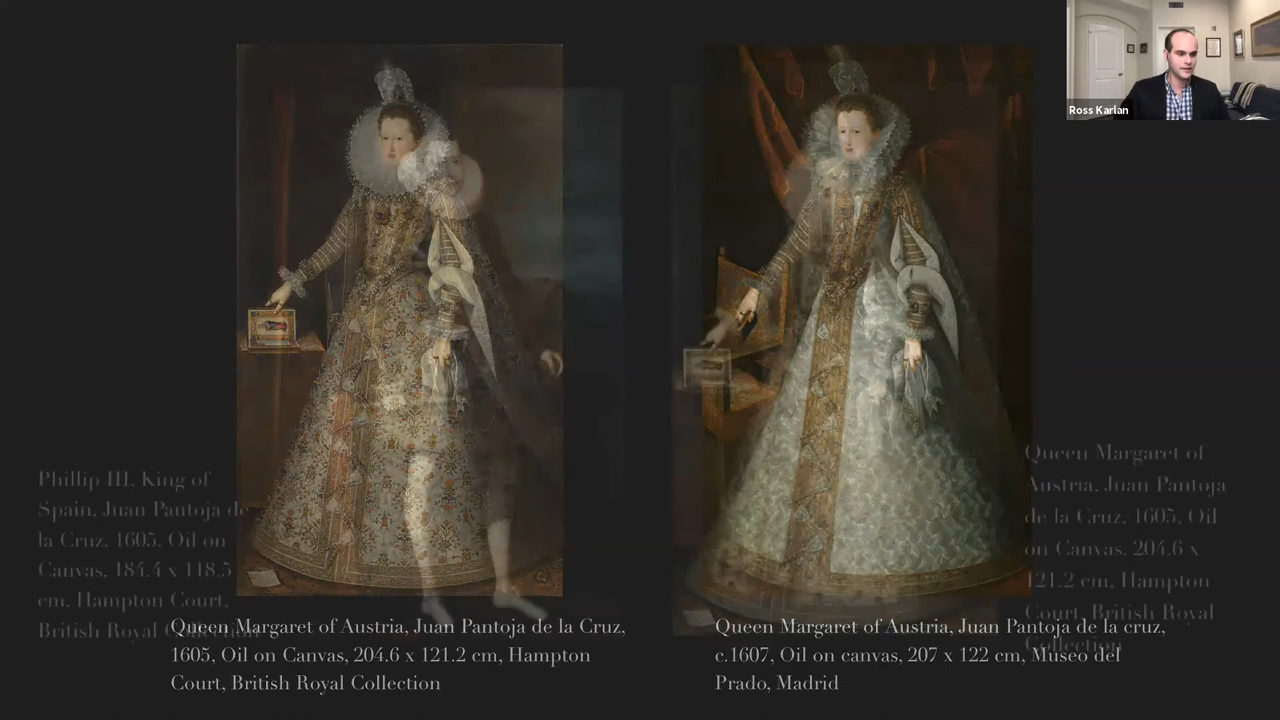 Ross Karlan
Phillip III, King of
Spain, Juan Pantoja de
la Cruz, 1605, Oil on
Canvas, 184.4 x 118.5
cm, Hampton Court,
British Royal Collection
Queen Margaret of
Austria, Juan Pantoja
de la Cruz, 1605, Oil
on Canvas. 204.6 x
121.2 cm, Hampton
Court, British Royal
Collection
Queen Margaret of Austria, Juan Pantoja de la Cruz,
1605, Oil on Canvas, 204.6 x 121.2 cm, Hampton
Court, British Royal Collection
Queen Margaret of Austria, Juan Pantoja de la cruz,
c.1607, Oil on canvas, 207 x 122 cm, Museo del
Prado, Madrid